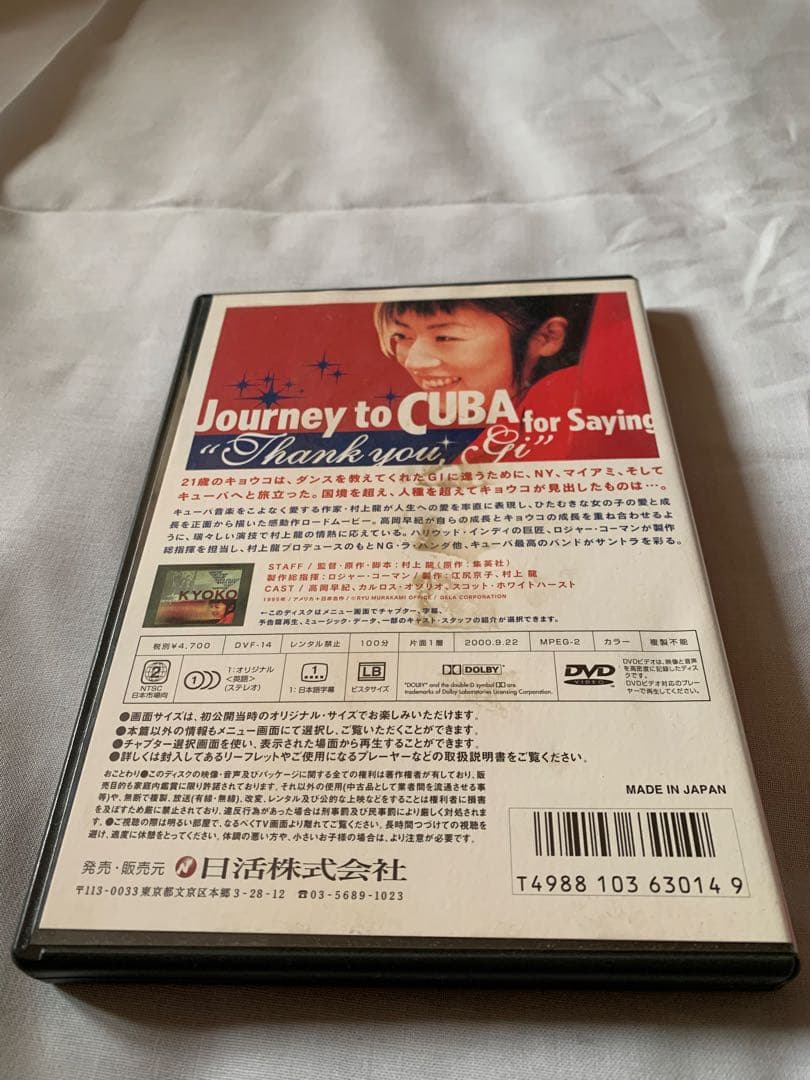 Journey to CUBA for Saying
"Thank you, Gi"
21歳のキョウコは、ダンスを教えてくれたGIに逢うために、NY、マイアミ、そして
キューバへと旅立った。国境を超え、人種を超えてキョウコが見出したものは…。
キューバ音楽をこよなく愛する作家・村上龍が人生への愛を率直に表現し、ひたむきな女の子の愛と成
長を正面から描いた感動作ロードムービー。高岡早紀が自らの成長とキョウコの成長を重ね合わせるよ
うに、瑞々しい演技で村上龍の情熱に応えている。ハリウッド・インディの巨匠、ロジャー・コーマンが製作
総指揮を担当し、村上龍プロデュースのもとNG・ラ・バンダ他、キューバ最高のバンドがサントラを彩る。
KYOKO
STAFF / 監督・原作・脚本：村上 龍（原作：集英社）
製作総指揮：ロジャー・コーマン / 製作：江尻京子、村上 龍
CAST / 高岡早紀、カルロス・オソリオ、スコット・ホワイトハースト
1995年 / アメリカ＋日本合作 / ©RYU MURAKAMI OFFICE / DELA CORPORATION
←このディスクはメニュー画面でチャプター、字幕、
予告篇再生、ミュージック・データ、一部のキャスト・スタッフの紹介が選択できます。
税別¥4,700 DVF-14 レンタル禁止 100分 片面1層 2000.9.22 MPEG-2 カラー 複製不能
2
NTSC
日本市場向
1
1：オリジナル
<英語>
(ステレオ)
1
1：日本語字幕
LB
ビスタサイズ
DOLBY
"DOLBY" and the double-D symbol are
trademarks of Dolby Laboratories Licensing Corporation.
DVD
VIDEO
DVDビデオは、映像と音声
を高密度に記録したディス
クです。
DVDビデオ対応のプレー
ヤーで再生してください。
●画面サイズは、初公開当時のオリジナル・サイズでお楽しみいただけます。
●本篇以外の情報もメニュー画面にて選択し、ご覧いただくことができます。
●チャプター選択画面を使い、表示された場面から再生することができます。
●詳しくは封入してあるリーフレットやご使用になるプレーヤーなどの取扱説明書をご覧ください。
おことわり●このディスクの映像・音声及びパッケージに関する全ての権利は著作権者が有しており、販
売目的も家庭内鑑賞に限り許諾されております。それ以外の使用(中古品として業者間を流通させる事
等)や、無断で複製、放送(有線・無線)、改変、レンタル及び公的な上映などをすることは権利者に損害
を及ぼすため厳に禁止されており、違反行為があった場合は刑事罰及び民事罰により厳しく対処されま
す。●ご視聴の際は明るい部屋で、なるべくTV画面より離れてご覧ください。長時間つづけての視聴を
避け、適度に休憩をとってください。体調の悪い方や、小さいお子様の場合は、より注意が必要です。
MADE IN JAPAN
発売・販売元 N 日活株式会社
〒113-0033 東京都文京区本郷3-28-12 ☎03-5689-1023
T4988103630149